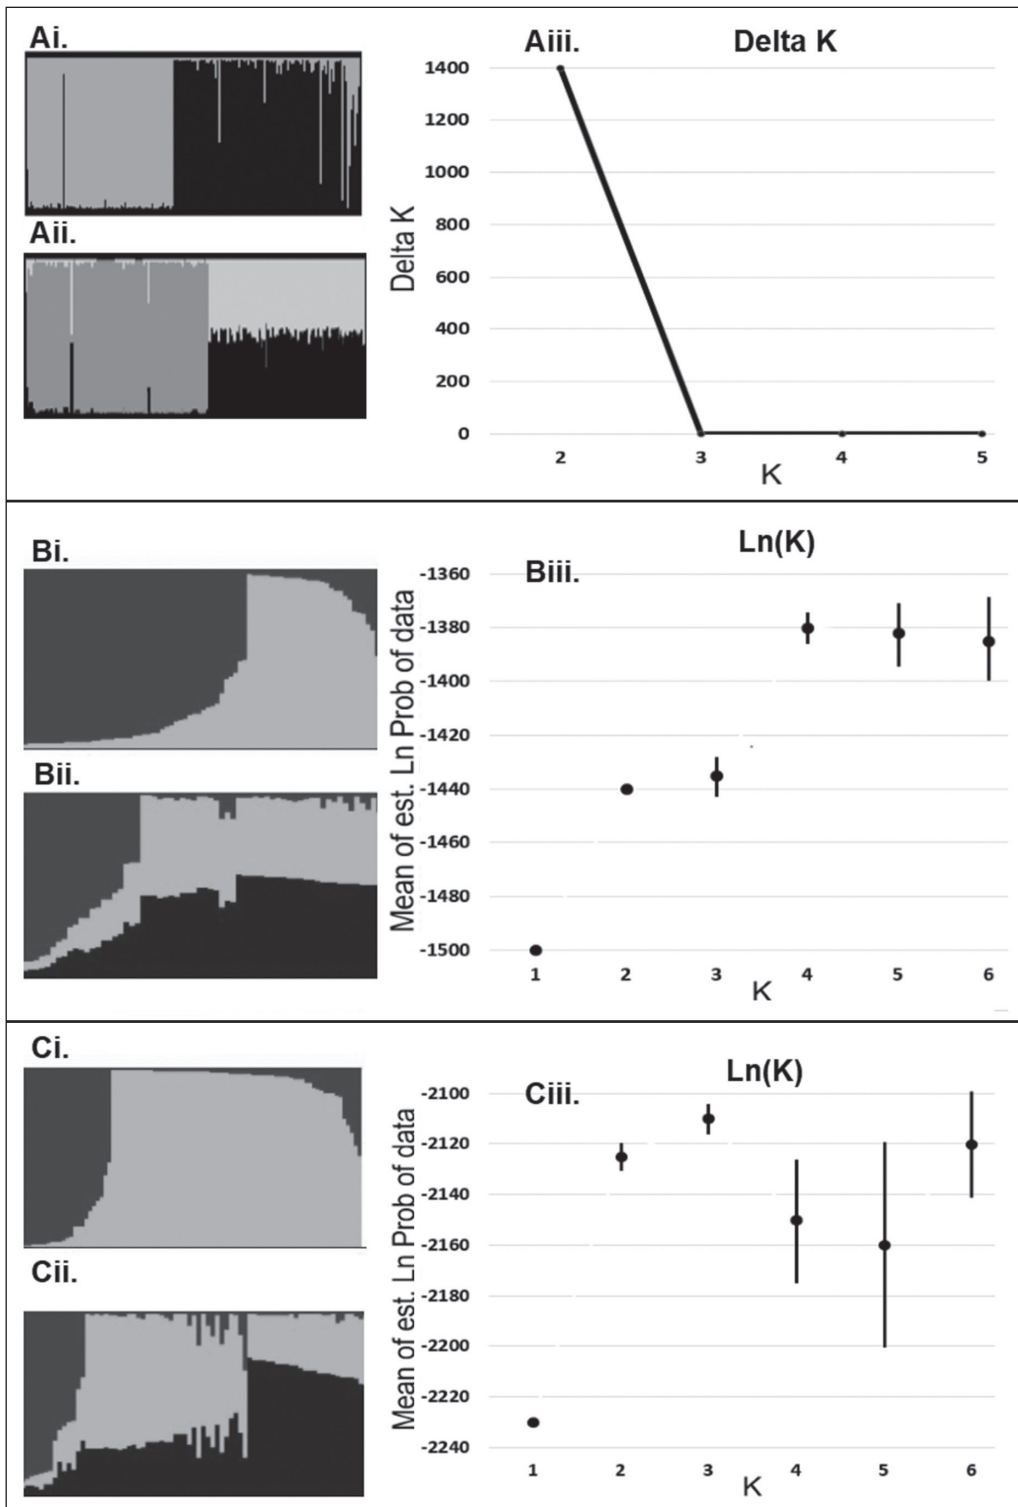 Ai.
Aii.
Aiii. Delta K
Delta K
1400
1200
1000
800
600
400
200
0
2 3 4 5
K
Bi.
Bii.
Ln(K)
Biii.
Mean of est. Ln Prob of data
-1360
-1380
-1400
-1420
-1440
-1460
-1480
-1500
1 2 3 4 5 6
K
Ci.
Cii.
Ln(K)
Ciii.
Mean of est. Ln Prob of data
-2100
-2120
-2140
-2160
-2180
-2200
-2220
-2240
1 2 3 4 5 6
K